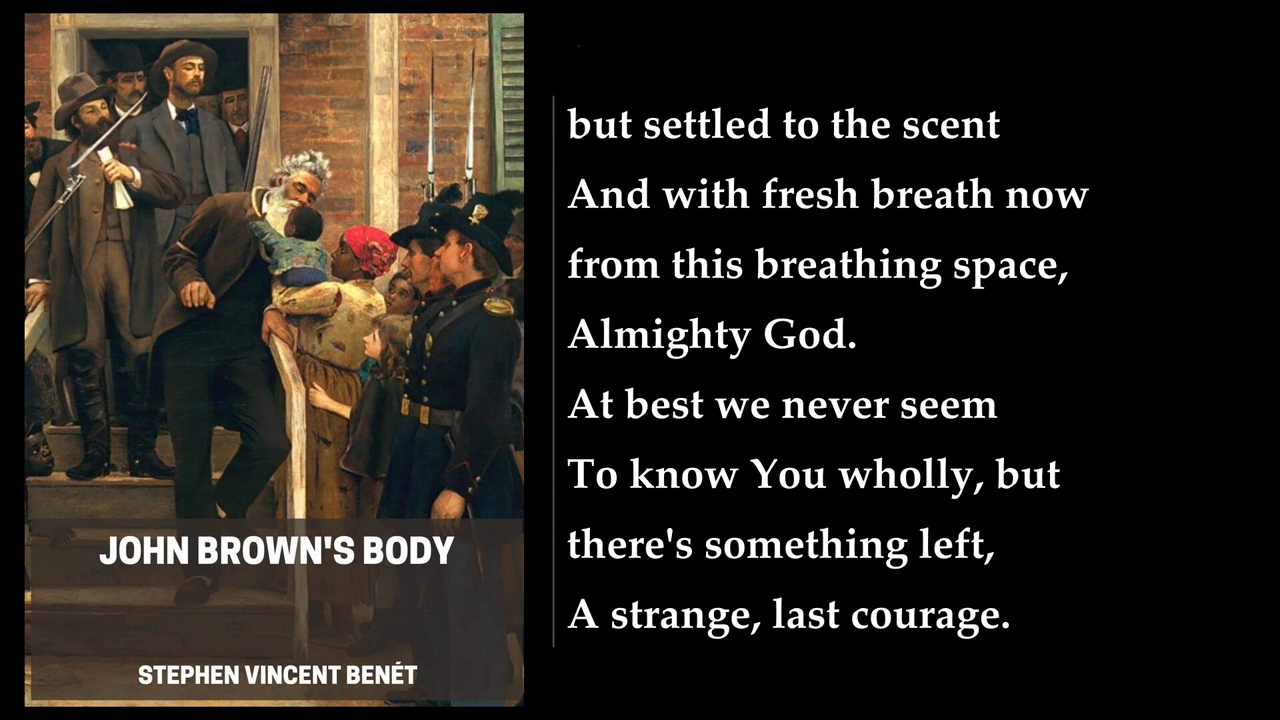 JOHN BROWN'S BODY
STEPHEN VINCENT BENÉT
but settled to the scent
And with fresh breath now
from this breathing space,
Almighty God.
At best we never seem
To know You wholly, but
there's something left,
A strange, last courage.